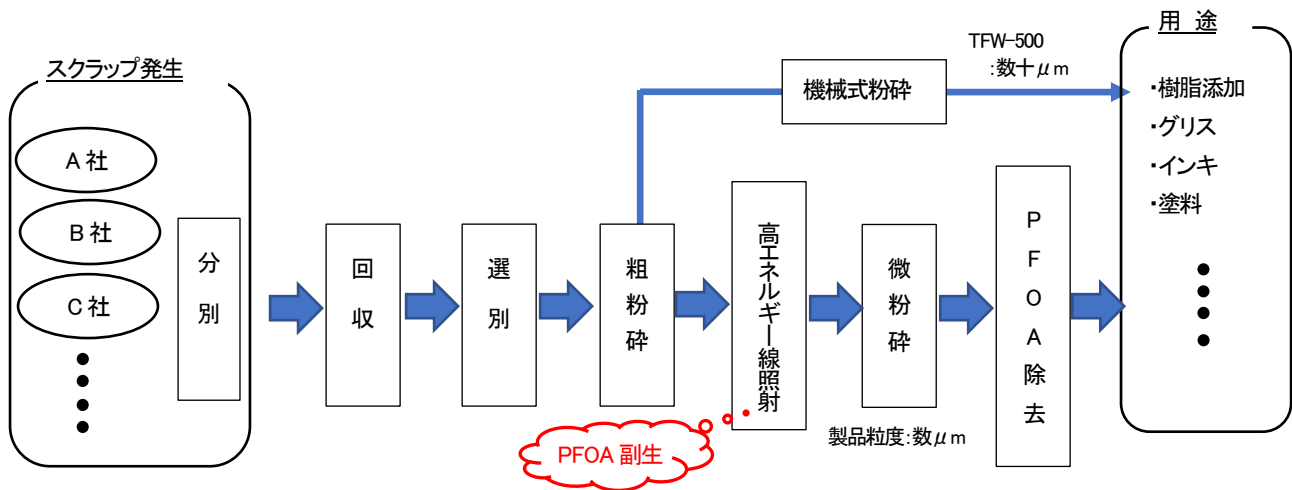 スクラップ発生
A 社
B 社
C 社
分別
回収
選別
粗粉砕
機械式粉砕
TFW-500
:数十μm
高エネルギー線照射
PFOA 副生
微粉砕
製品粒度:数μm
PFOA除去
用 途
・樹脂添加
・グリス
・インキ
・塗料